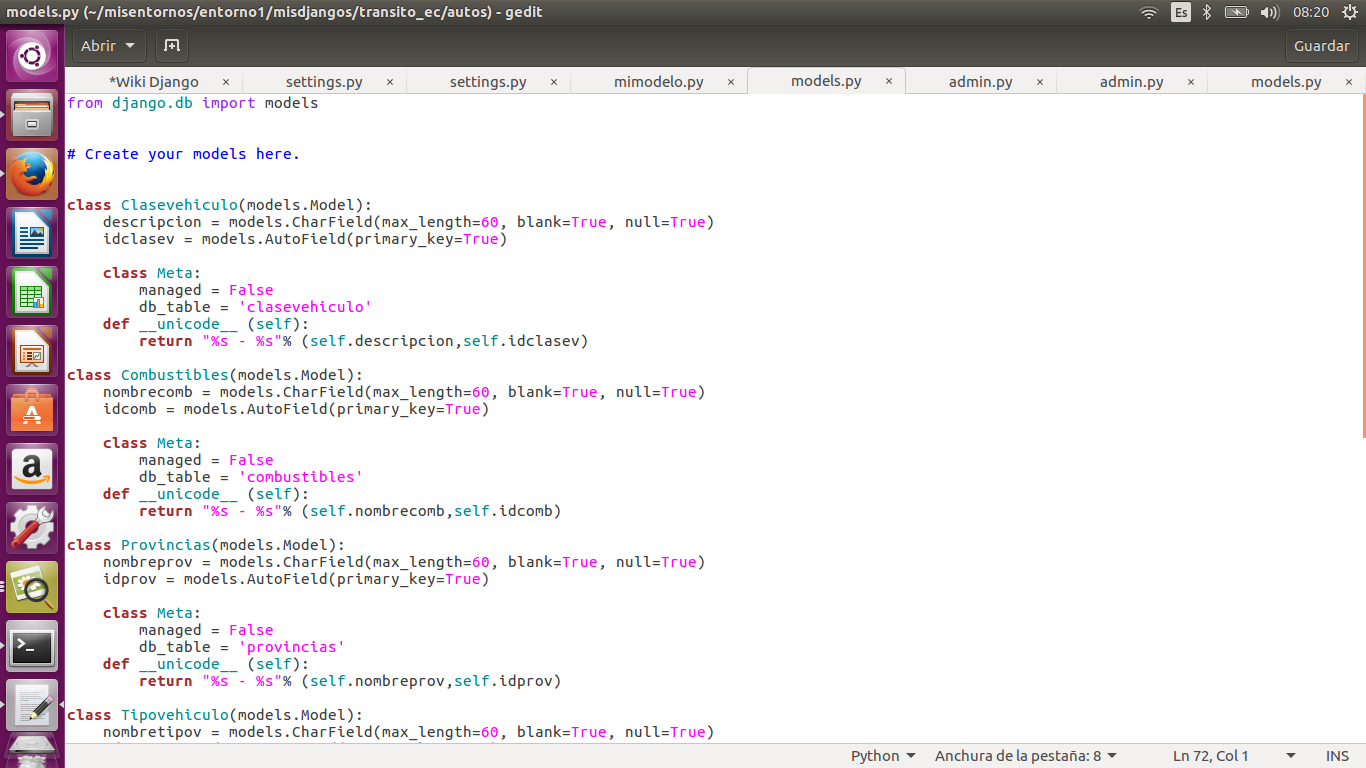 models.py (~/misentornos/entorno1/misdjangos/transito_ec/autos) - gedit
Es
08:20
Abrir
Guardar
*Wiki Django × settings.py × settings.py × mimodelo.py × models.py × admin.py × admin.py × models.py ×
from django.db import models
# Create your models here.
class Clasevehiculo(models.Model):
    descripcion = models.CharField(max_length=60, blank=True, null=True)
    idclasev = models.AutoField(primary_key=True)
    class Meta:
        managed = False
        db_table = 'clasevehiculo'
    def __unicode__ (self):
        return "%s - %s"% (self.descripcion,self.idclasev)
class Combustibles(models.Model):
    nombrecomb = models.CharField(max_length=60, blank=True, null=True)
    idcomb = models.AutoField(primary_key=True)
    class Meta:
        managed = False
        db_table = 'combustibles'
    def __unicode__ (self):
        return "%s - %s"% (self.nombrecomb,self.idcomb)
class Provincias(models.Model):
    nombreprov = models.CharField(max_length=60, blank=True, null=True)
    idprov = models.AutoField(primary_key=True)
    class Meta:
        managed = False
        db_table = 'provincias'
    def __unicode__ (self):
        return "%s - %s"% (self.nombreprov,self.idprov)
class Tipovehiculo(models.Model):
    nombretipov = models.CharField(max_length=60, blank=True, null=True)
Python Anchura de la pestaña: 8 Ln 72, Col 1 INS